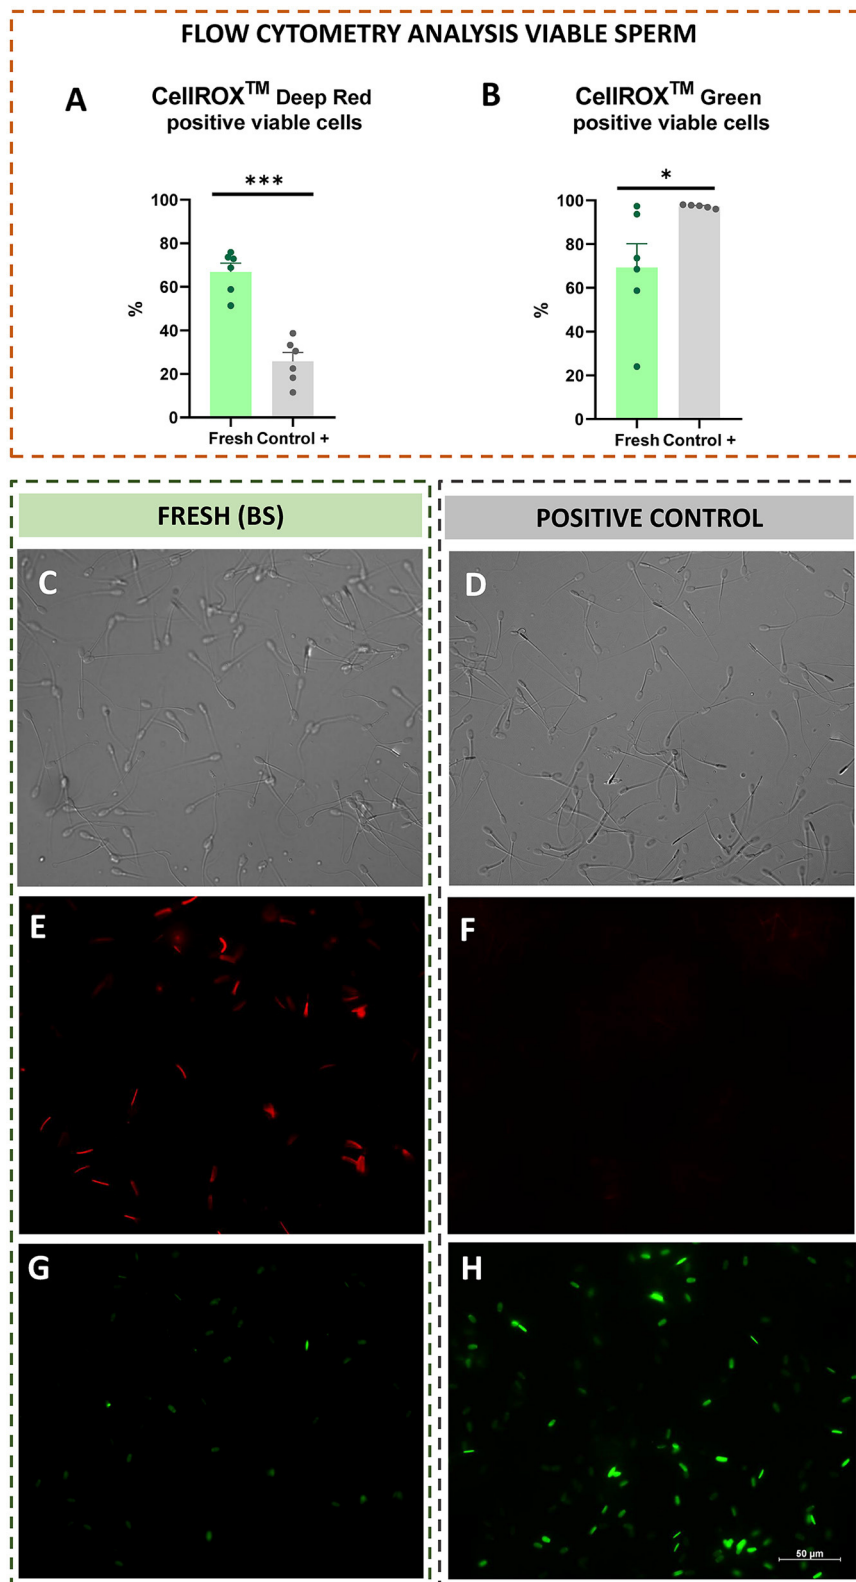 FLOW CYTOMETRY ANALYSIS VIABLE SPERM
A
CellROX™ Deep Red
positive viable cells
***
100
80
60
40
20
0
%
Fresh Control +
B
CellROX™ Green
positive viable cells
*
100
80
60
40
20
0
%
Fresh Control +
FRESH (BS)
POSITIVE CONTROL
C
D
E
F
G
H
50 µm